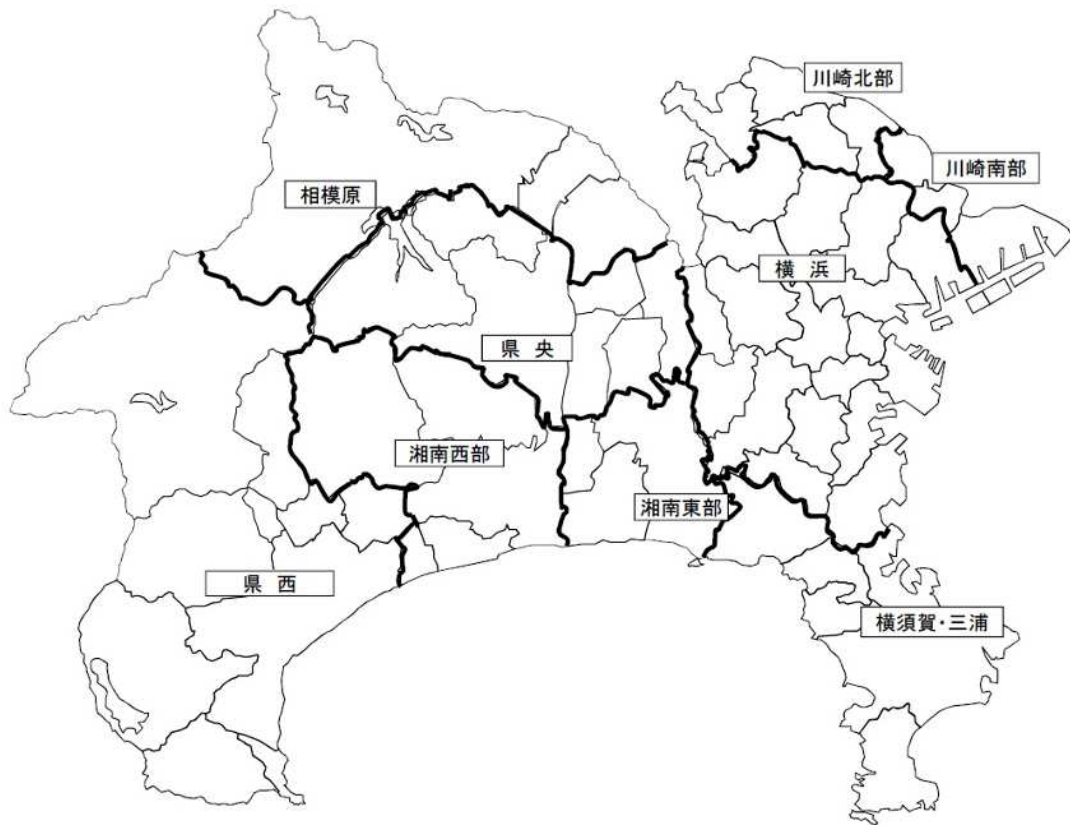 川崎北部
川崎南部
相模原
横浜
県央
湘南西部
湘南東部
県西
横須賀・三浦